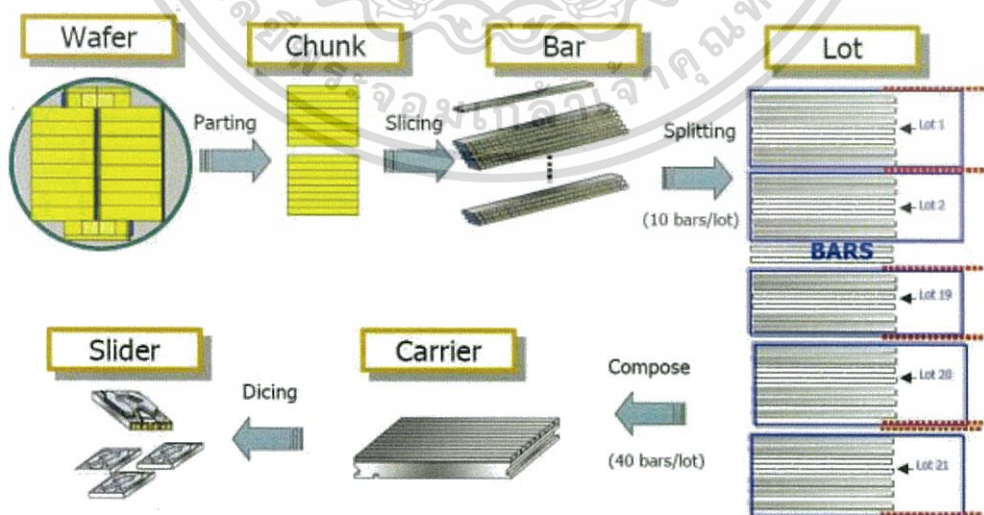 Wafer
Chunk
Bar
Lot
Parting
Slicing
Splitting
(10 bars/lot)
Lot 1
Lot 2
BARS
Lot 19
Lot 20
Lot 21
Slider
Carrier
Compose
Dicing
(40 bars/lot)